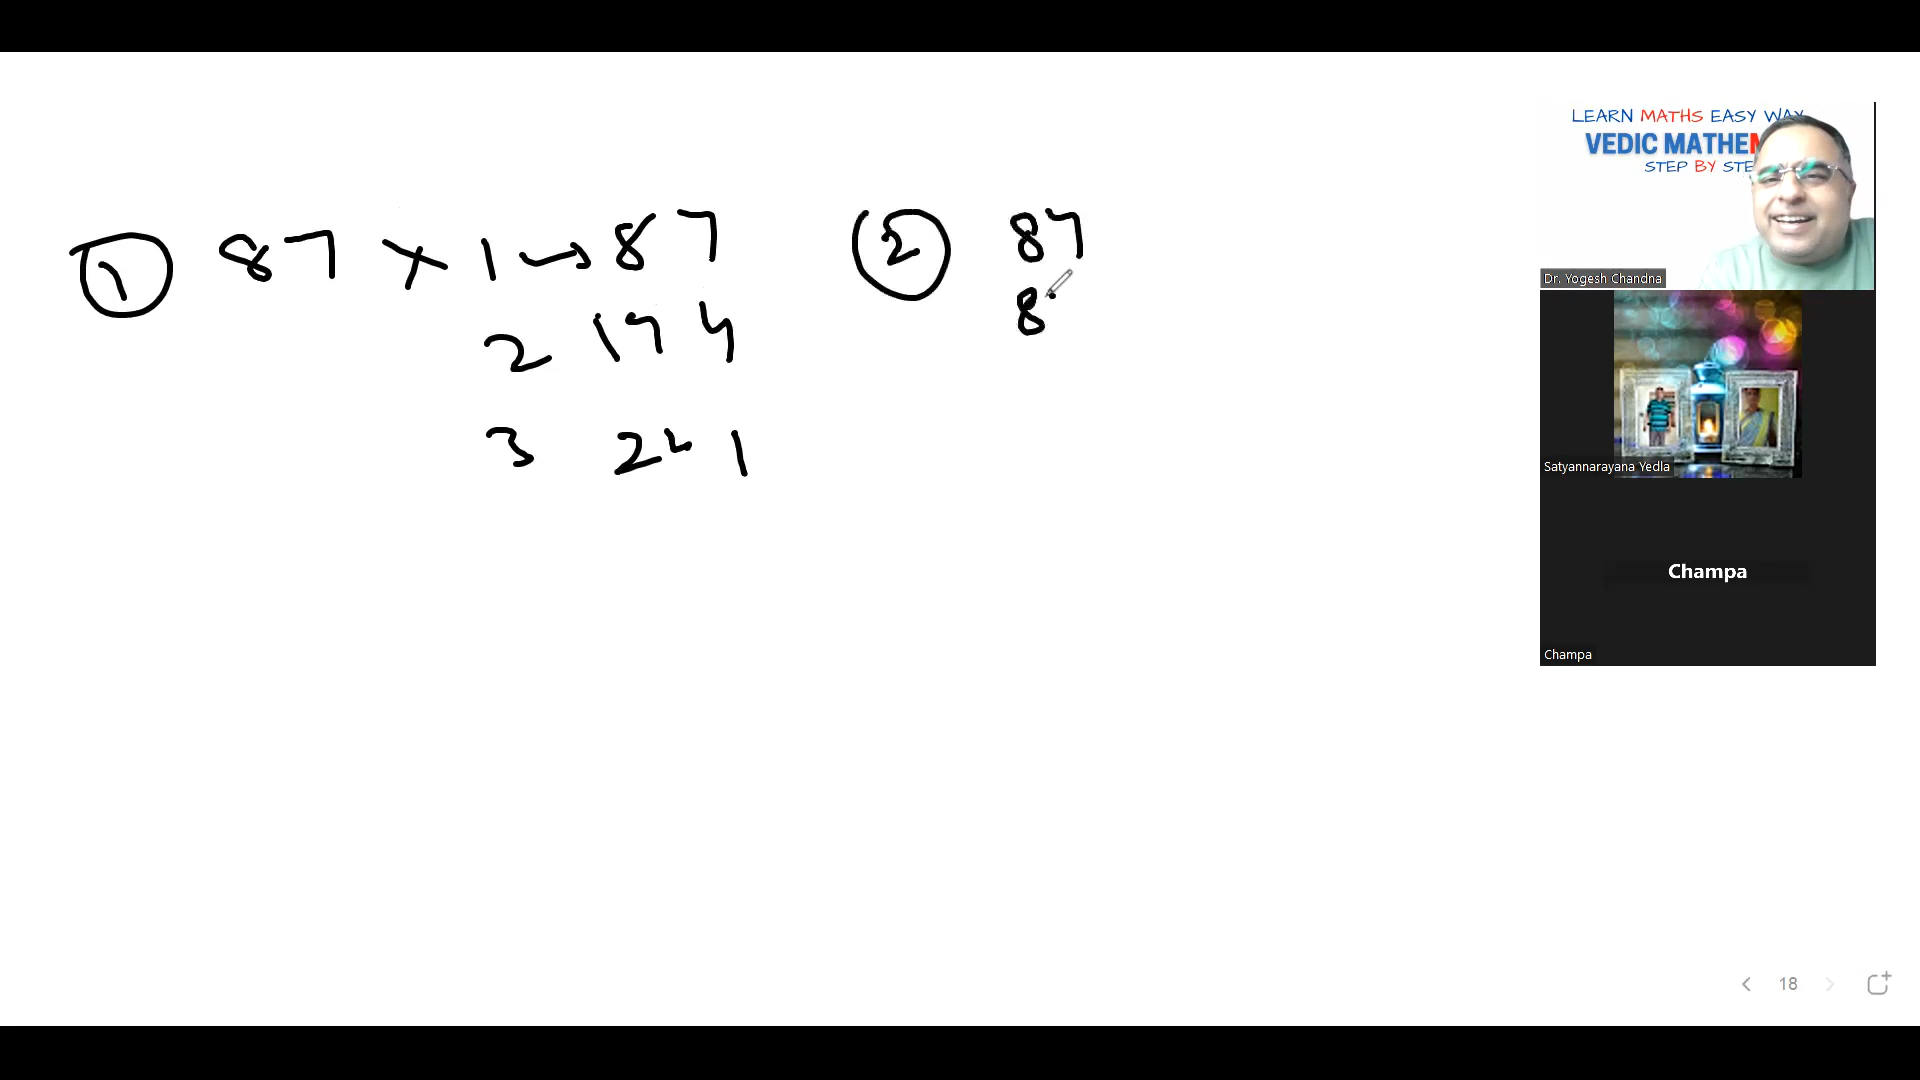 ① 87 × 1 → 87
2 174
3 261
② 87
8
LEARN MATHS EASY WAY
VEDIC MATHEM
STEP BY STE
Dr. Yogesh Chandna
Satyannarayana Yedla
Champa
Champa
18